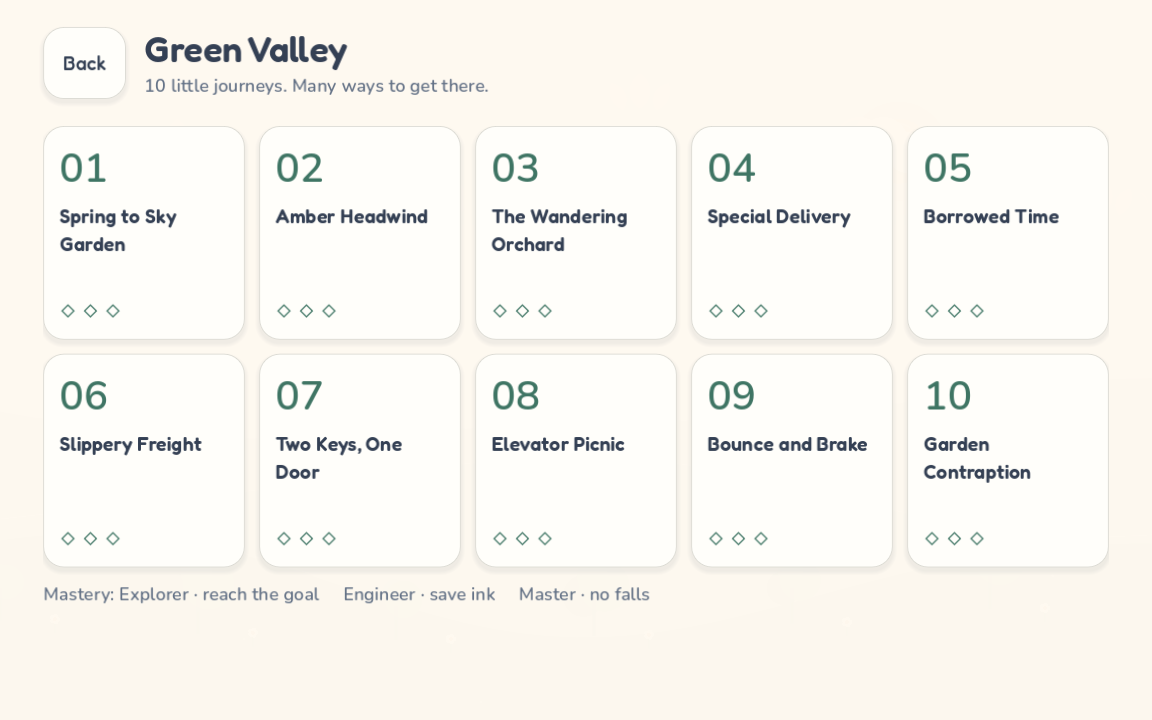 Back
Green Valley
10 little journeys. Many ways to get there.
01
Spring to Sky
Garden
02
Amber Headwind
03
The Wandering
Orchard
04
Special Delivery
05
Borrowed Time
06
Slippery Freight
07
Two Keys, One
Door
08
Elevator Picnic
09
Bounce and Brake
10
Garden
Contraption
Mastery: Explorer · reach the goal Engineer · save ink Master · no falls